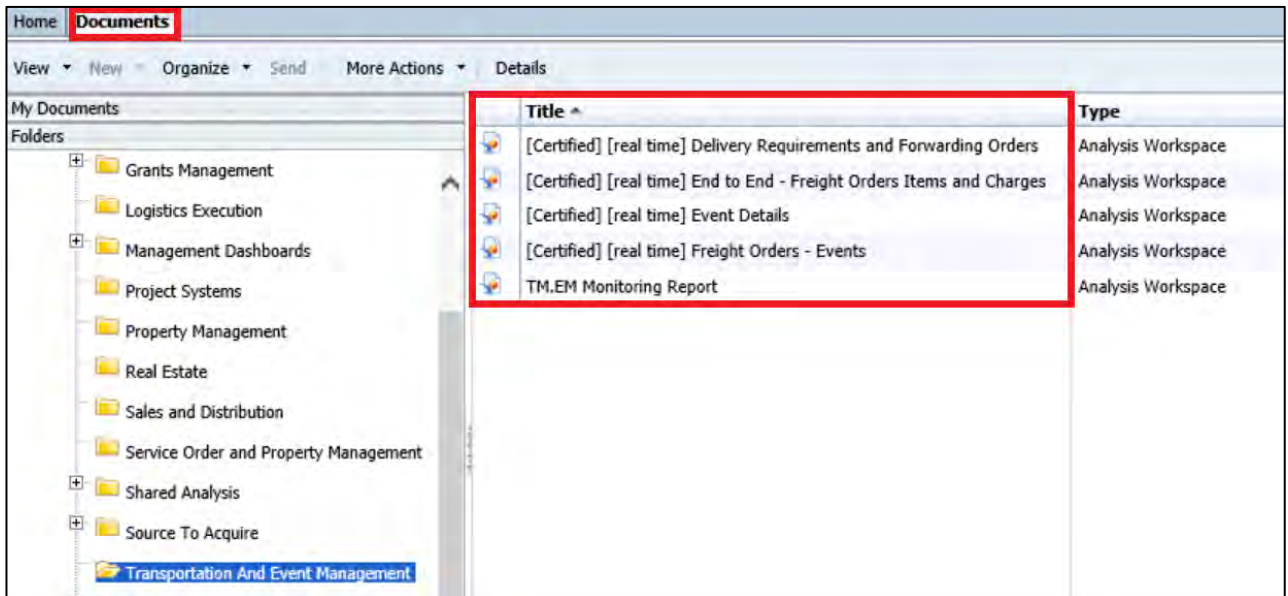 Home Documents
View New Organize Send More Actions Details
My Documents
Folders
Grants Management
Logistics Execution
Management Dashboards
Project Systems
Property Management
Real Estate
Sales and Distribution
Service Order and Property Management
Shared Analysis
Source To Acquire
Transportation And Event Management
Title Type
[Certified] [real time] Delivery Requirements and Forwarding Orders Analysis Workspace
[Certified] [real time] End to End - Freight Orders Items and Charges Analysis Workspace
[Certified] [real time] Event Details Analysis Workspace
[Certified] [real time] Freight Orders - Events Analysis Workspace
TM.EM Monitoring Report Analysis Workspace